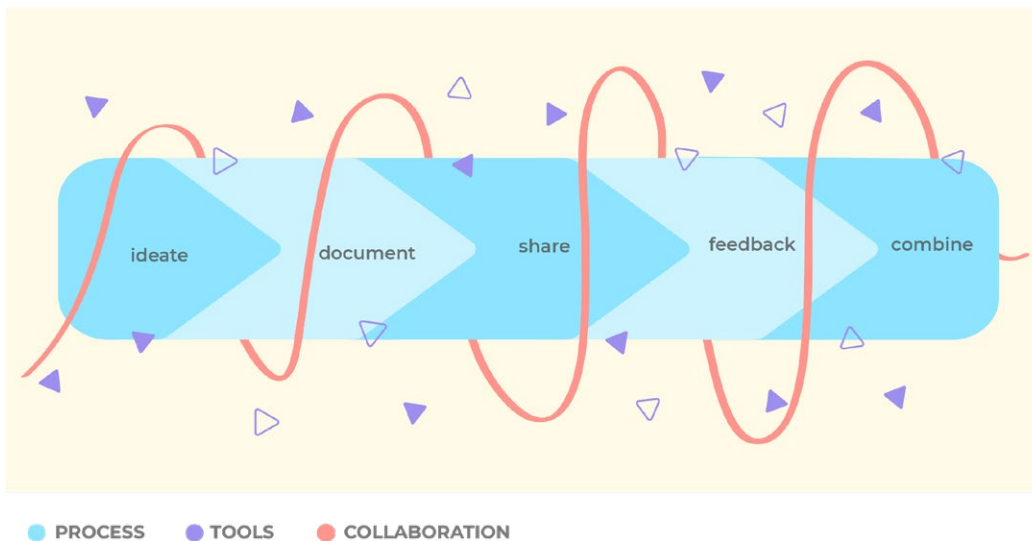 ideate
document
share
feedback
combine
PROCESS
TOOLS
COLLABORATION